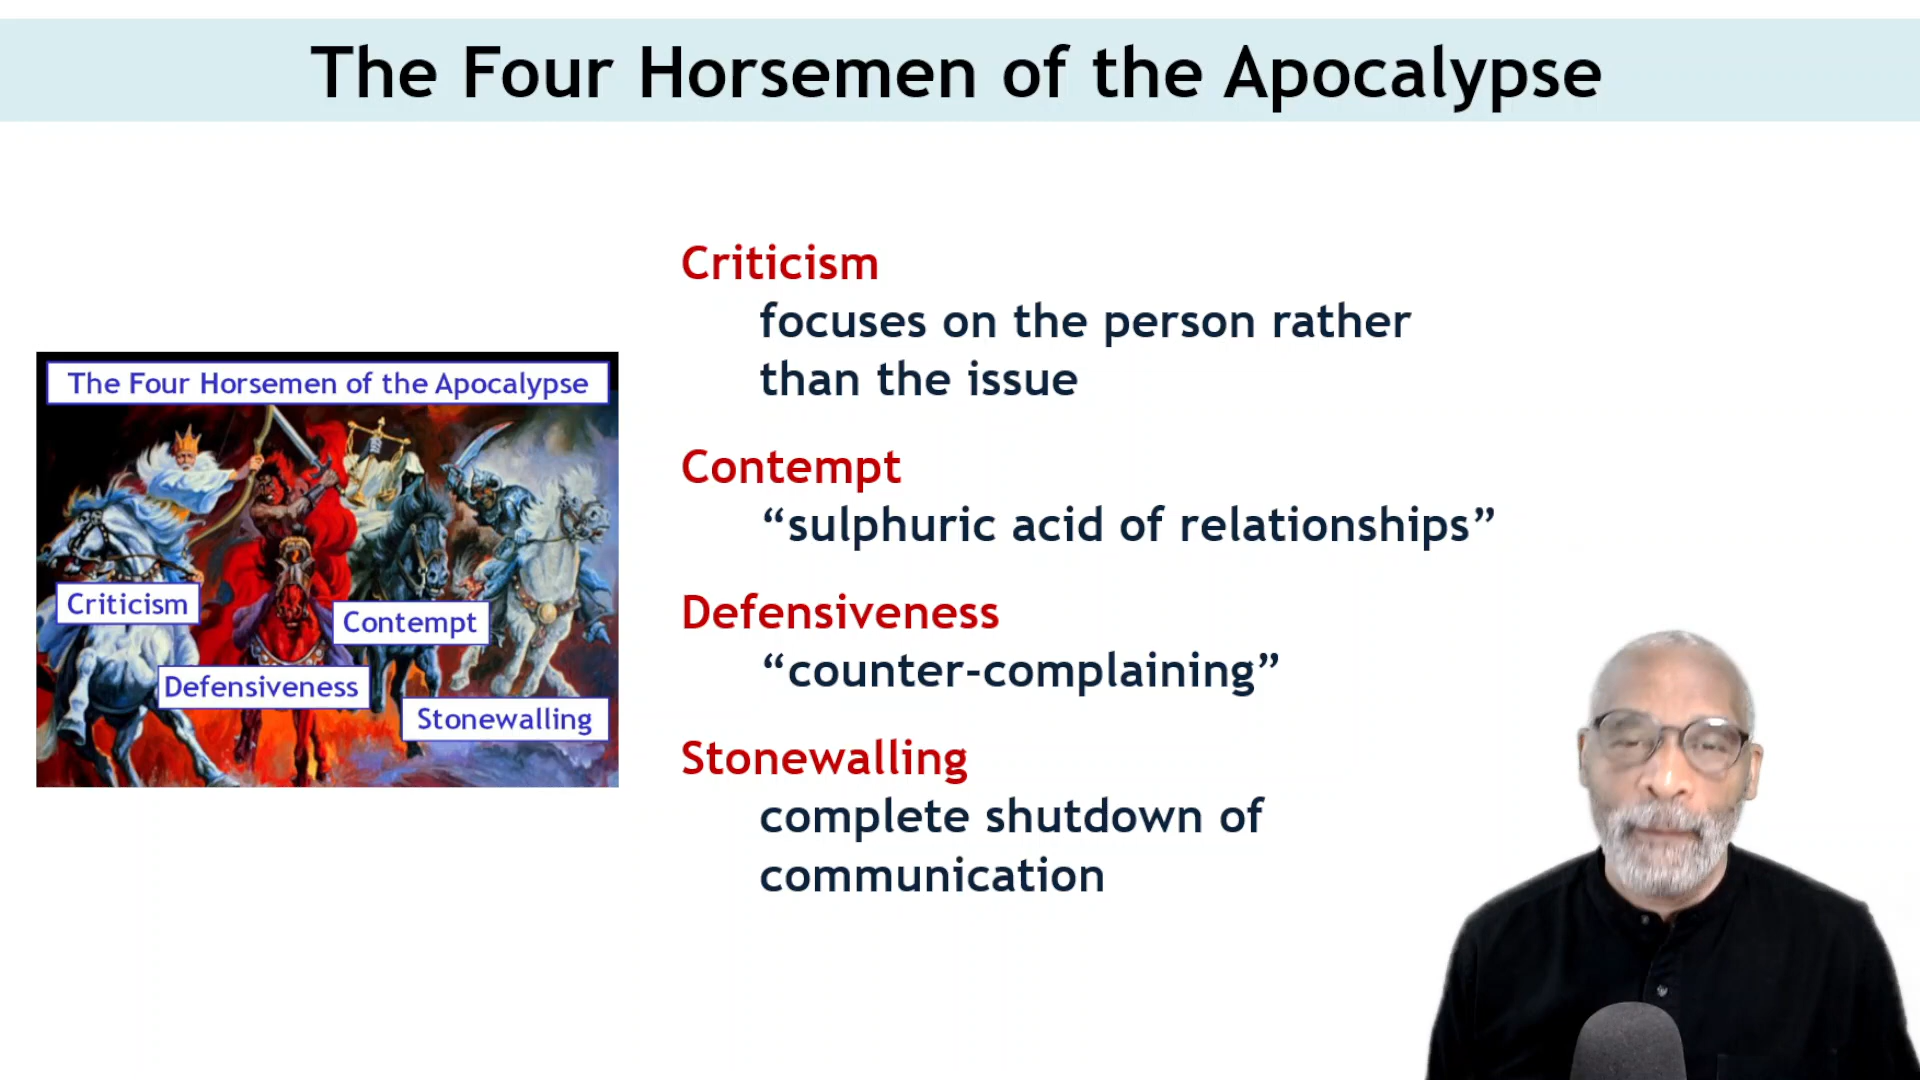 The Four Horsemen of the Apocalypse
The Four Horsemen of the Apocalypse
Criticism
Contempt
Defensiveness
Stonewalling
Criticism
focuses on the person rather
than the issue
Contempt
“sulphuric acid of relationships”
Defensiveness
“counter-complaining”
Stonewalling
complete shutdown of
communication